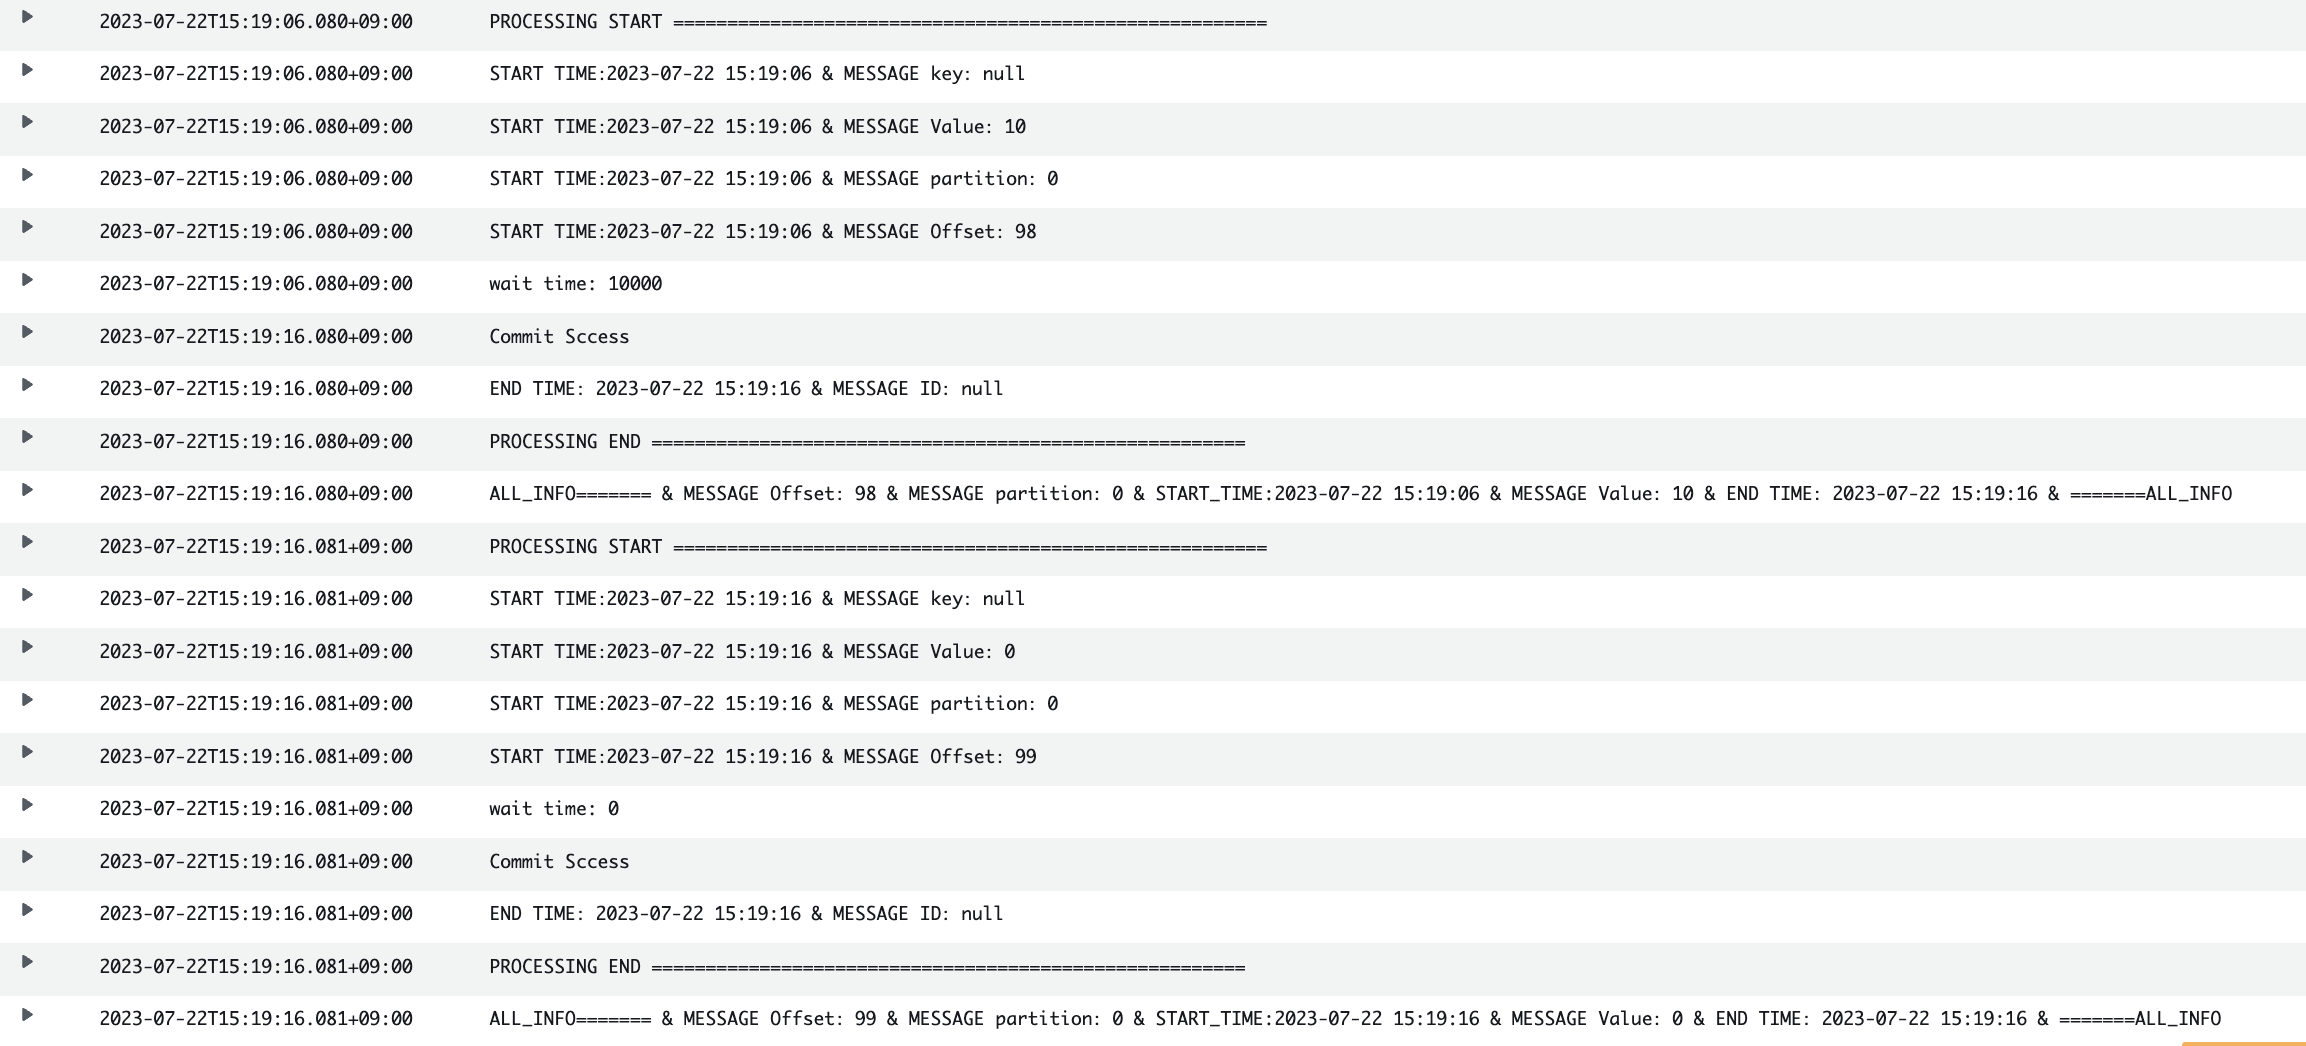 2023-07-22T15:19:06.080+09:00 PROCESSING START =======================================================
2023-07-22T15:19:06.080+09:00 START TIME:2023-07-22 15:19:06 & MESSAGE key: null
2023-07-22T15:19:06.080+09:00 START TIME:2023-07-22 15:19:06 & MESSAGE Value: 10
2023-07-22T15:19:06.080+09:00 START TIME:2023-07-22 15:19:06 & MESSAGE partition: 0
2023-07-22T15:19:06.080+09:00 START TIME:2023-07-22 15:19:06 & MESSAGE Offset: 98
2023-07-22T15:19:06.080+09:00 wait time: 10000
2023-07-22T15:19:16.080+09:00 Commit Sccess
2023-07-22T15:19:16.080+09:00 END TIME: 2023-07-22 15:19:16 & MESSAGE ID: null
2023-07-22T15:19:16.080+09:00 PROCESSING END =======================================================
2023-07-22T15:19:16.080+09:00 ALL_INFO======= & MESSAGE Offset: 98 & MESSAGE partition: 0 & START_TIME:2023-07-22 15:19:06 & MESSAGE Value: 10 & END TIME: 2023-07-22 15:19:16 & =======ALL_INFO
2023-07-22T15:19:16.081+09:00 PROCESSING START =======================================================
2023-07-22T15:19:16.081+09:00 START TIME:2023-07-22 15:19:16 & MESSAGE key: null
2023-07-22T15:19:16.081+09:00 START TIME:2023-07-22 15:19:16 & MESSAGE Value: 0
2023-07-22T15:19:16.081+09:00 START TIME:2023-07-22 15:19:16 & MESSAGE partition: 0
2023-07-22T15:19:16.081+09:00 START TIME:2023-07-22 15:19:16 & MESSAGE Offset: 99
2023-07-22T15:19:16.081+09:00 wait time: 0
2023-07-22T15:19:16.081+09:00 Commit Sccess
2023-07-22T15:19:16.081+09:00 END TIME: 2023-07-22 15:19:16 & MESSAGE ID: null
2023-07-22T15:19:16.081+09:00 PROCESSING END =======================================================
2023-07-22T15:19:16.081+09:00 ALL_INFO======= & MESSAGE Offset: 99 & MESSAGE partition: 0 & START_TIME:2023-07-22 15:19:16 & MESSAGE Value: 0 & END TIME: 2023-07-22 15:19:16 & =======ALL_INFO